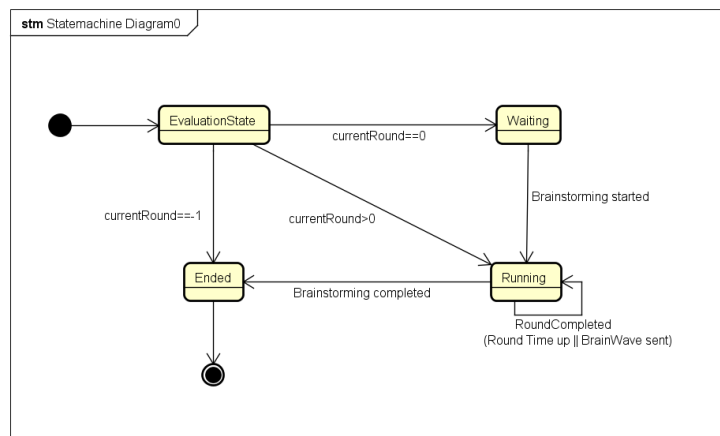 stm Statemachine Diagram0
EvaluationState
Waiting
currentRound==0
Brainstorming started
currentRound==-1
currentRound>0
Ended
Running
Brainstorming completed
RoundCompleted
(Round Time up || BrainWave sent)